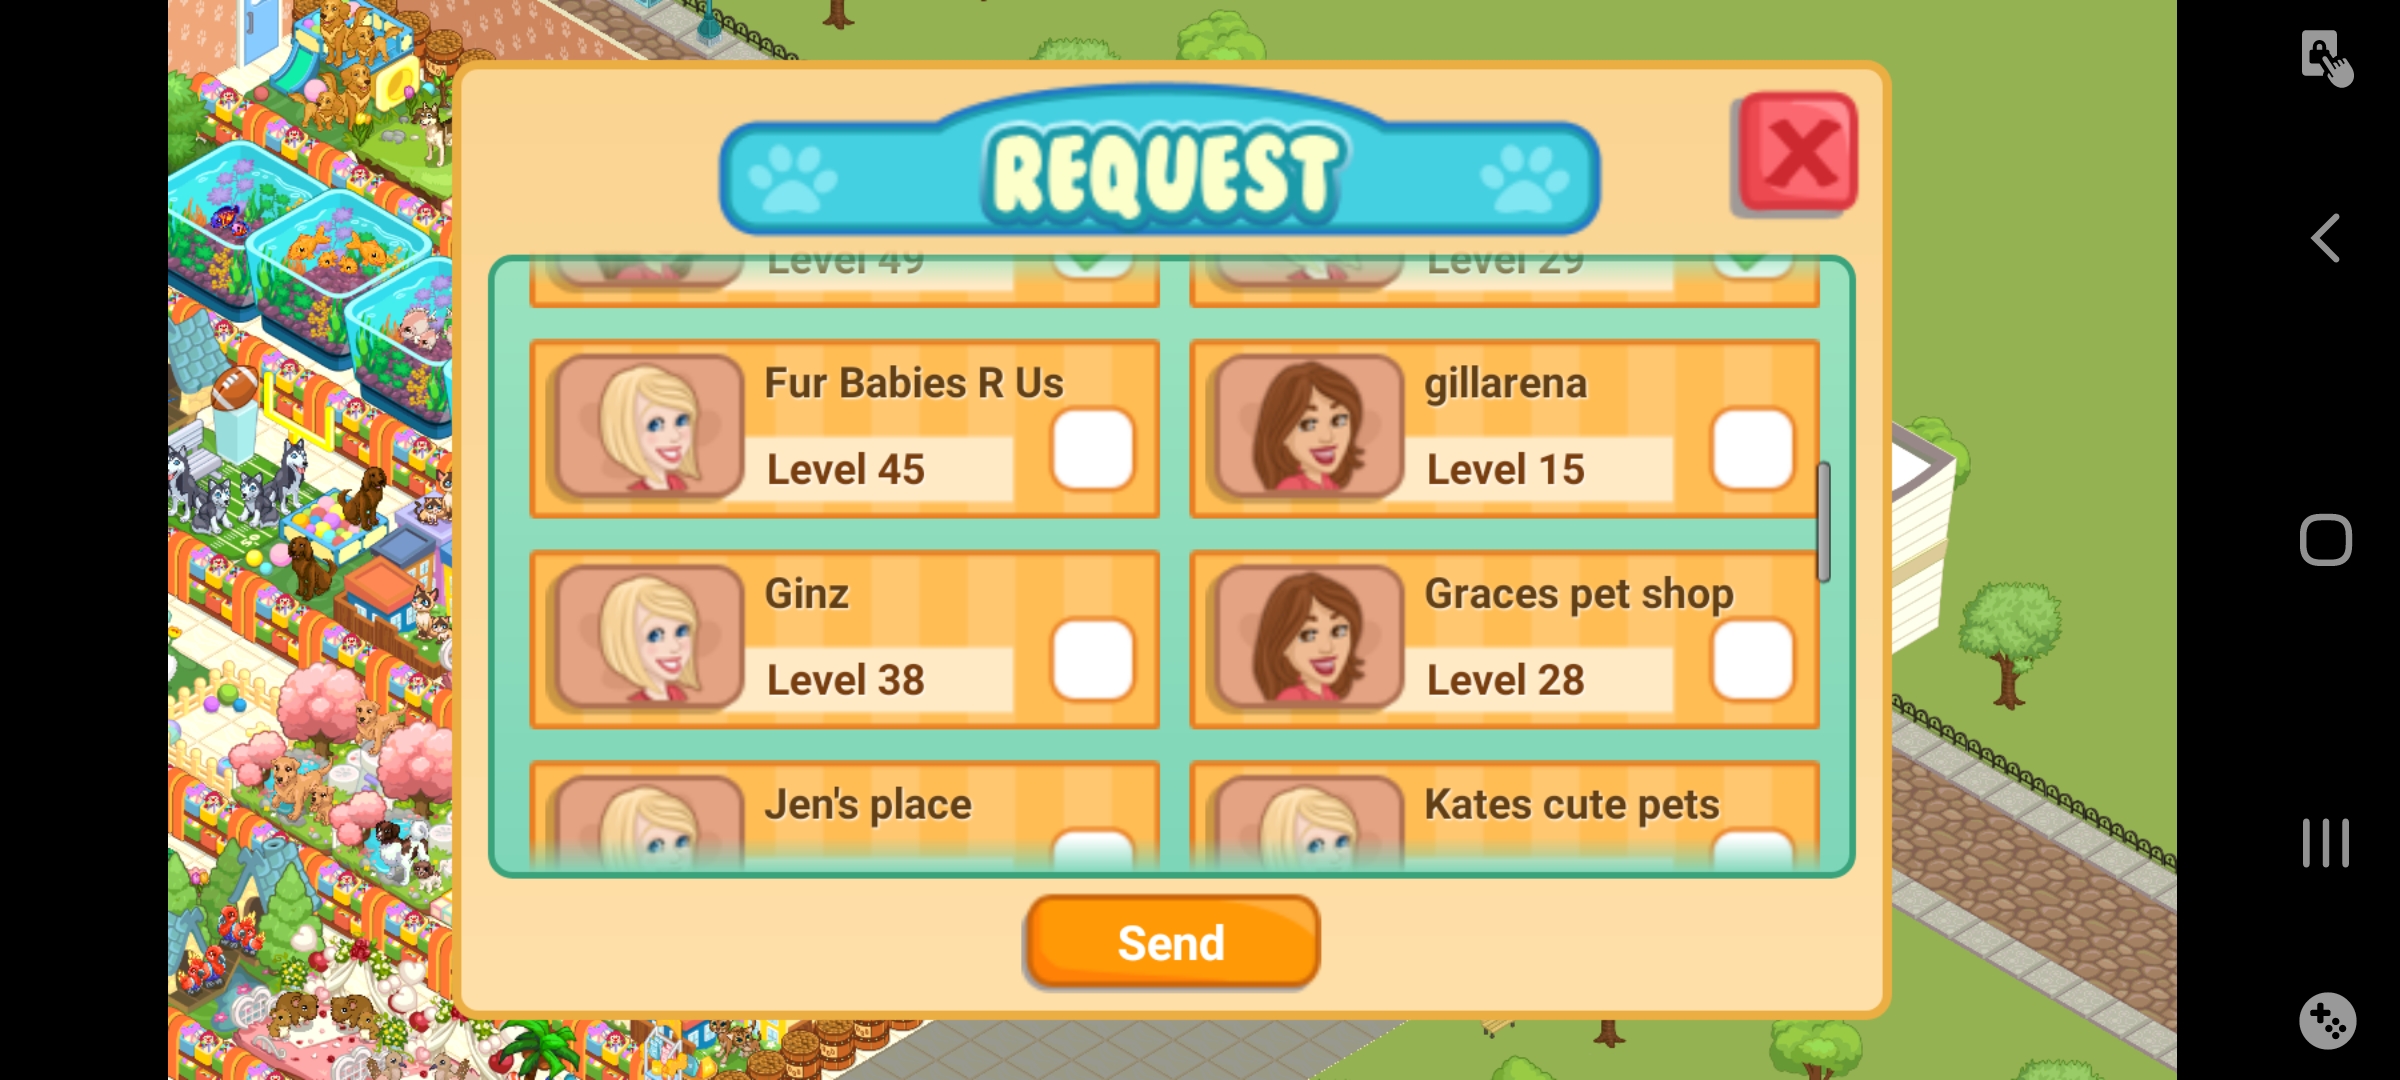 REQUEST
Level 49
Level 29
Fur Babies R Us
Level 45
gillarena
Level 15
Ginz
Level 38
Graces pet shop
Level 28
Jen's place
Kates cute pets
Send